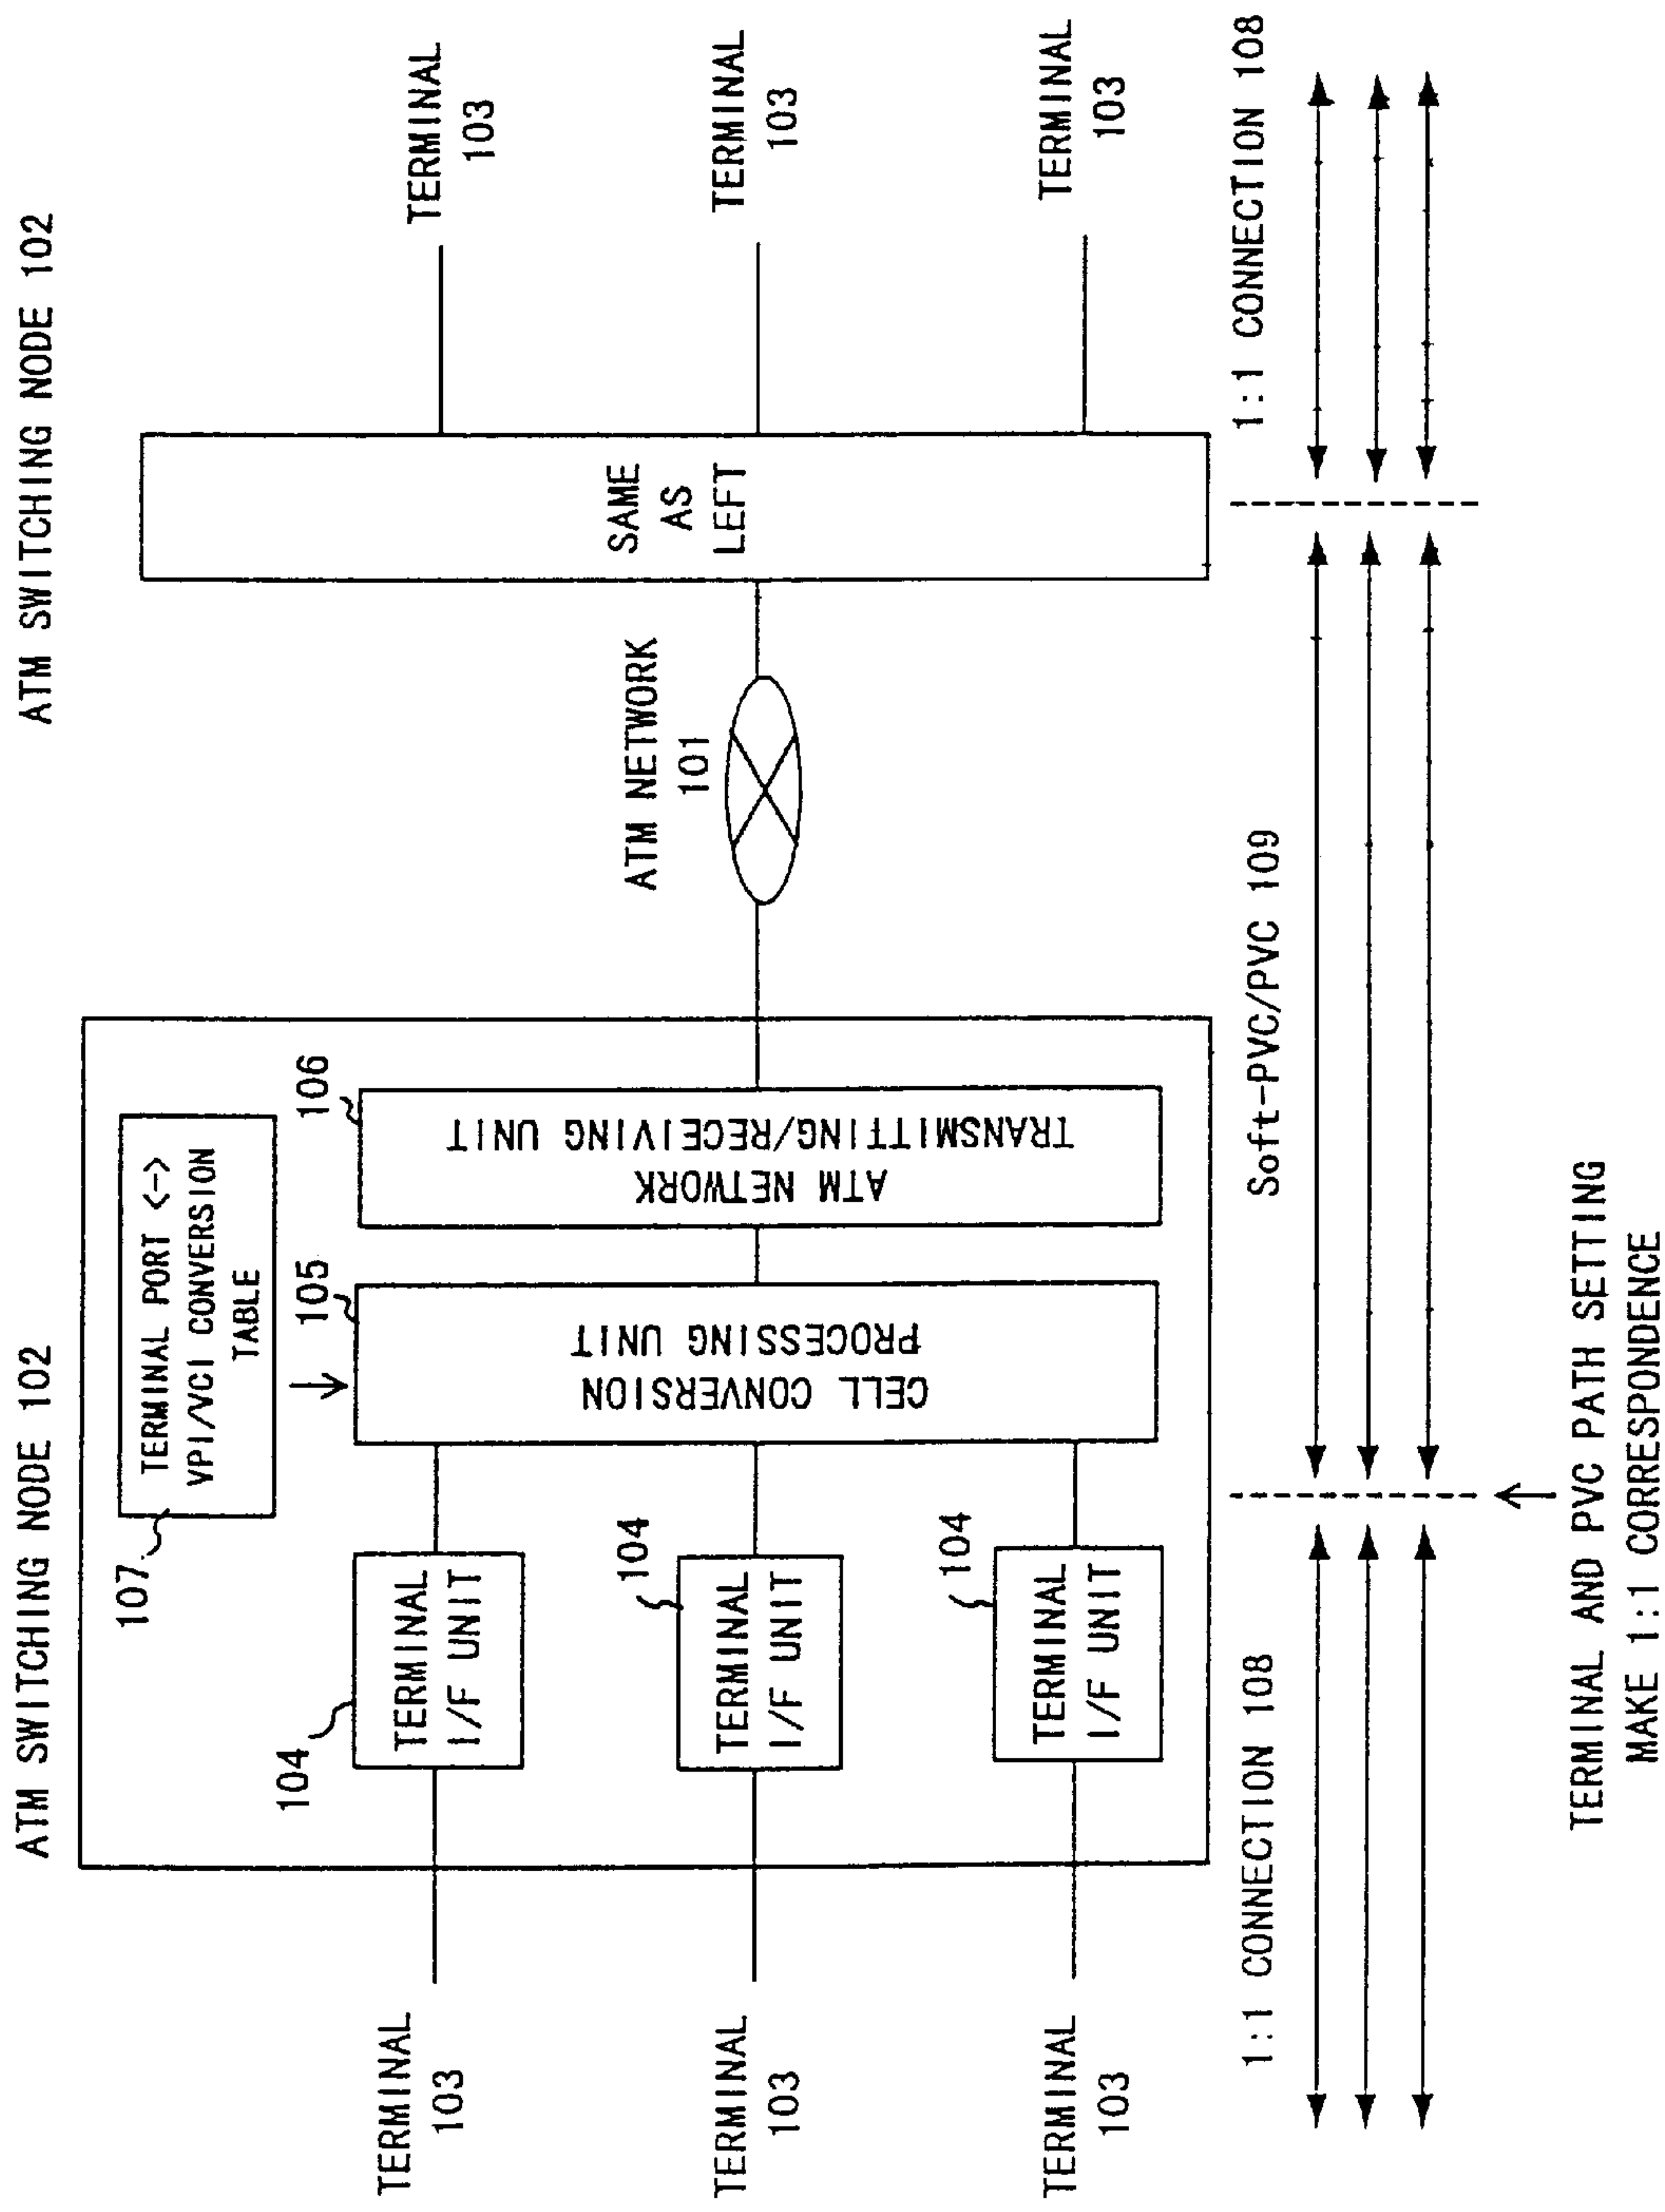 ATM SWITCHING NODE 102
ATM SWITCHING NODE 102
107
TERMINAL PORT <->
VPI/VCI CONVERSION
TABLE
104
TERMINAL
I/F UNIT
104
TERMINAL
I/F UNIT
104
TERMINAL
I/F UNIT
105
CELL CONVERSION
PROCESSING UNIT
106
ATM NETWORK
TRANSMITTING/RECEIVING UNIT
ATM NETWORK
101
SAME
AS
LEFT
TERMINAL
103
TERMINAL
103
TERMINAL
103
TERMINAL
103
TERMINAL
103
TERMINAL
103
1:1 CONNECTION 108
Soft-PVC/PVC 109
1:1 CONNECTION 108
TERMINAL AND PVC PATH SETTING
MAKE 1:1 CORRESPONDENCE